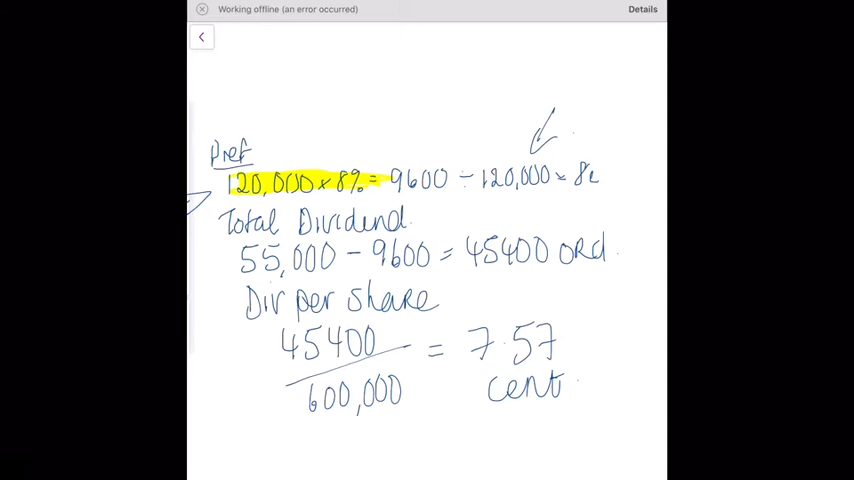 Working offline (an error occurred)
Details
Pref
120,000 × 8% = 9600 ÷ 120,000 × 8c
Total Dividend
55,000 - 9600 = 45400 ORD
Div per share
45400
= 7.57
600,000
cent